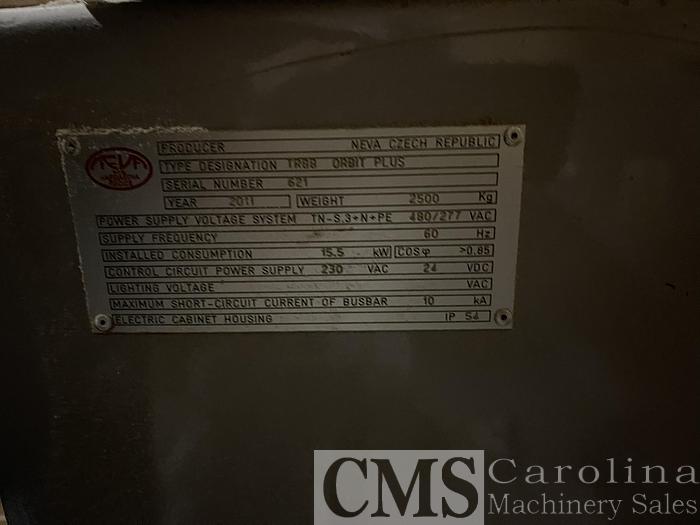 NEVA
PRODUCER NEVA CZECH REPUBLIC
TYPE DESIGNATION TR88 ORBIT PLUS
SERIAL NUMBER 621
YEAR 2011 WEIGHT 2500 Kg
POWER SUPPLY VOLTAGE SYSTEM TN-S,3+N+PE 480/277 VAC
SUPPLY FREQUENCY 60 Hz
INSTALLED CONSUMPTION 15.5 kW COS φ >0,85
CONTROL CIRCUIT POWER SUPPLY 230 VAC 24 VDC
LIGHTING VOLTAGE VAC
MAXIMUM SHORT-CIRCUIT CURRENT OF BUSBAR 10 kA
ELECTRIC CABINET HOUSING IP 54
CMS Carolina
Machinery Sales